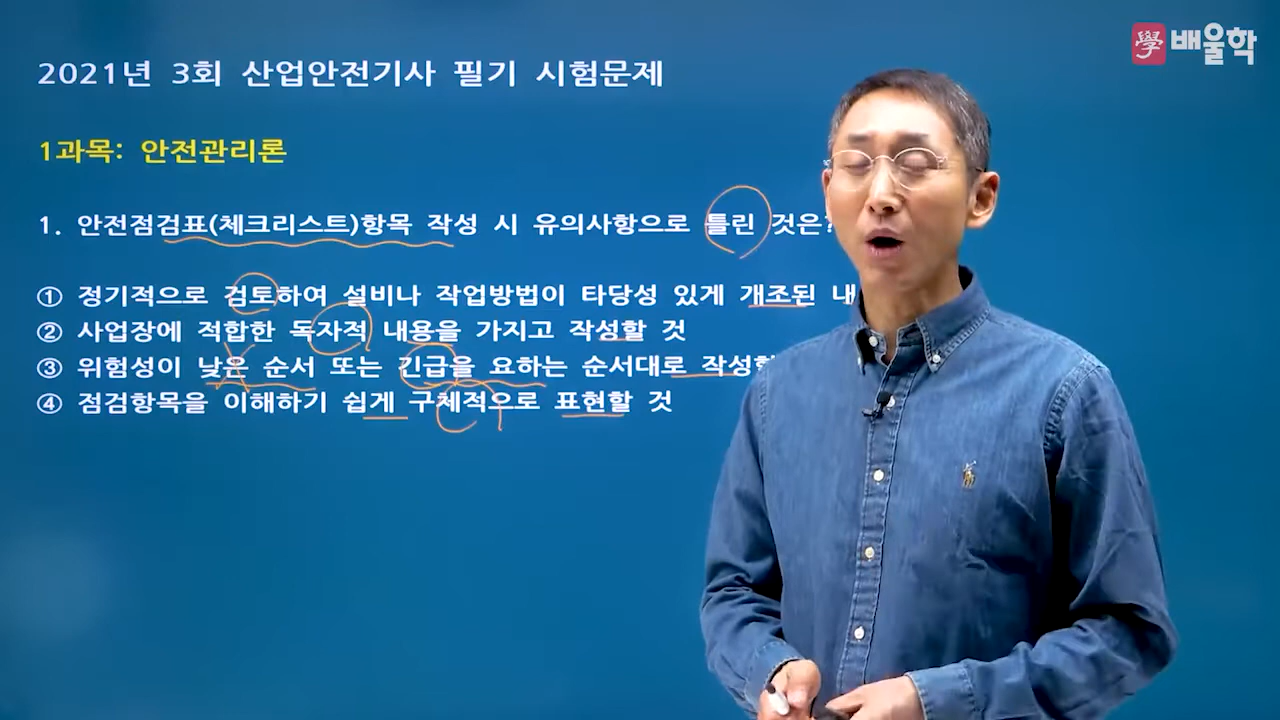 學 배울학
2021년 3회 산업안전기사 필기 시험문제
1과목: 안전관리론
1. 안전점검표(체크리스트)항목 작성 시 유의사항으로 틀린 것은?
① 정기적으로 검토하여 설비나 작업방법이 타당성 있게 개조된
② 사업장에 적합한 독자적 내용을 가지고 작성할 것
③ 위험성이 낮은 순서 또는 긴급을 요하는 순서대로
④ 점검항목을 이해하기 쉽게 구체적으로 표현할 것